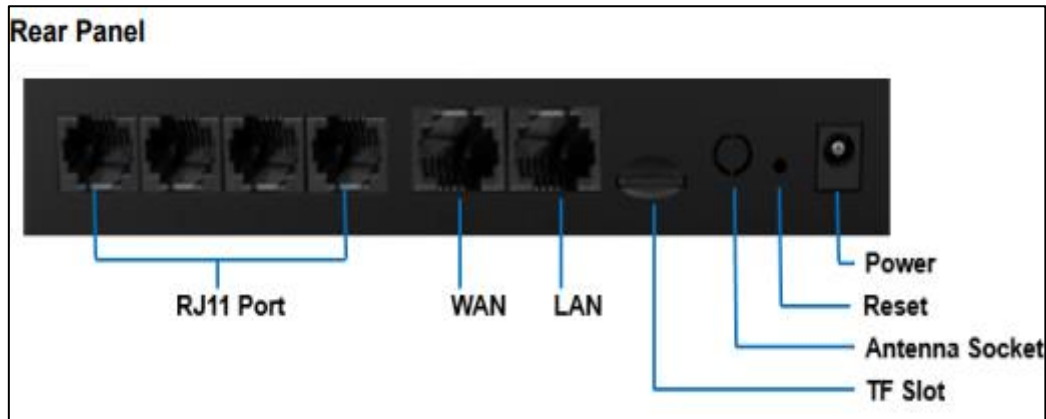 Rear Panel
RJ11 Port
WAN
LAN
Power
Reset
Antenna Socket
TF Slot